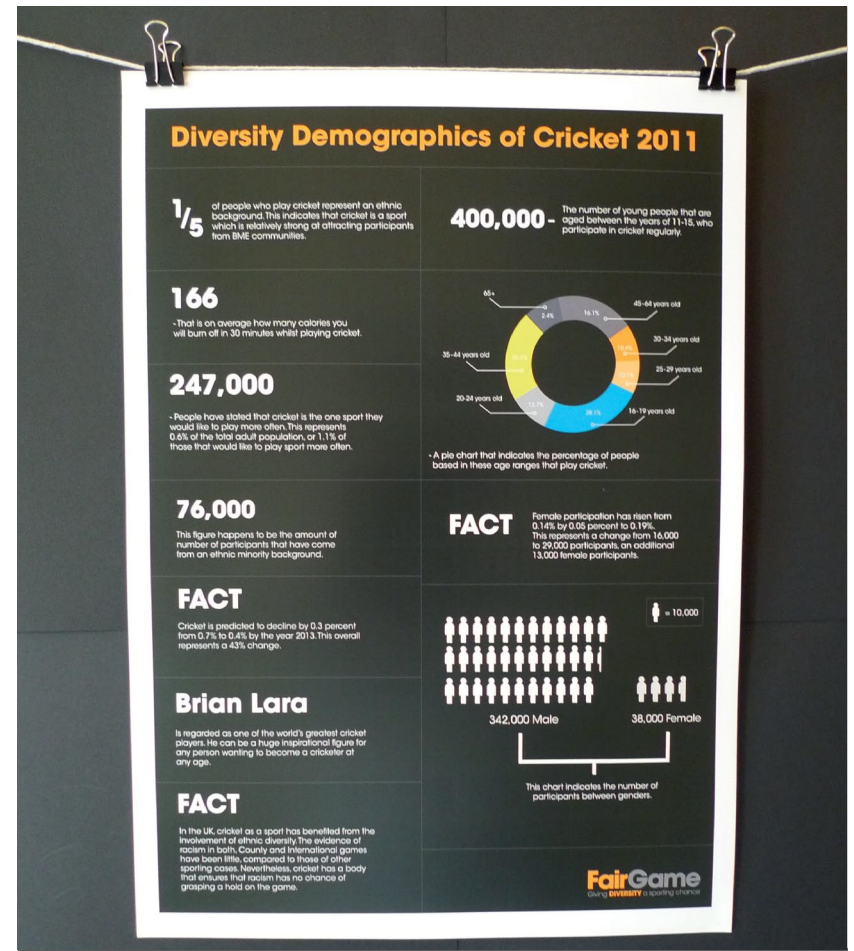 Diversity Demographics of Cricket 2011
1/5
of people who play cricket represent an ethnic
background. This indicates that cricket is a sport
which is relatively strong at attracting participants
from BME communities.
166
- That is on average how many calories you
will burn off in 30 minutes whilst playing cricket.
247,000
- People have stated that cricket is the one sport they
would like to play more often. This represents
0.6% of the total adult population, or 1.1% of
those that would like to play sport more often.
76,000
This figure happens to be the amount of
number of participants that have come
from an ethnic minority background.
FACT
Cricket is predicted to decline by 0.3 percent
from 0.7% to 0.4% by the year 2013. This overall
represents a 43% change.
Brian Lara
Is regarded as one of the world's greatest cricket
players. He can be a huge inspirational figure for
any person wanting to become a cricketer at
any age.
FACT
In the UK, cricket as a sport has benefited from the
involvement of ethnic diversity. The evidence of
racism in both, County and International games
have been little, compared to those of other
sporting cases. Nevertheless, cricket has a body
that ensures that racism has no chance of
grasping a hold on the game.
400,000 -
The number of young people that are
aged between the years of 11-15, who
participate in cricket regularly.
65+
2.4%
16.1%
45-64 years old
30-34 years old
25-29 years old
16-19 years old
20-24 years old
35-44 years old
- A pie chart that indicates the percentage of people
based in these age ranges that play cricket.
FACT
Female participation has risen from
0.14% by 0.05 percent to 0.19%.
This represents a change from 16,000
to 29,000 participants, an additional
13,000 female participants.
= 10,000
342,000 Male
38,000 Female
This chart indicates the number of
participants between genders.
FairGame
Giving DIVERSITY a sporting chance